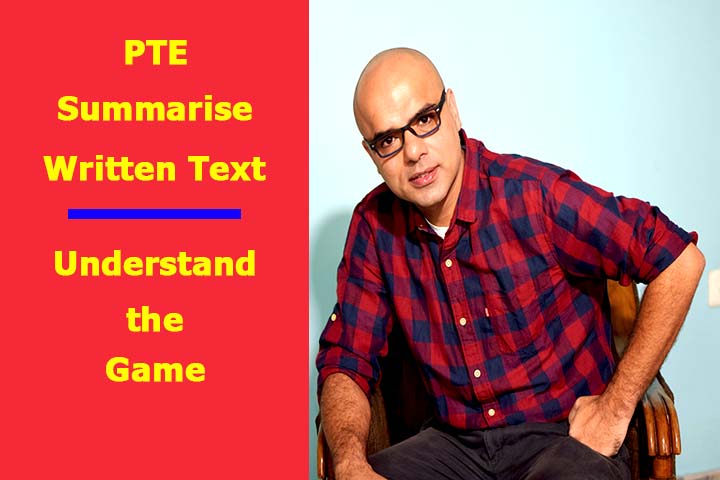 PTE
Summarise
Written Text
Understand
the
Game